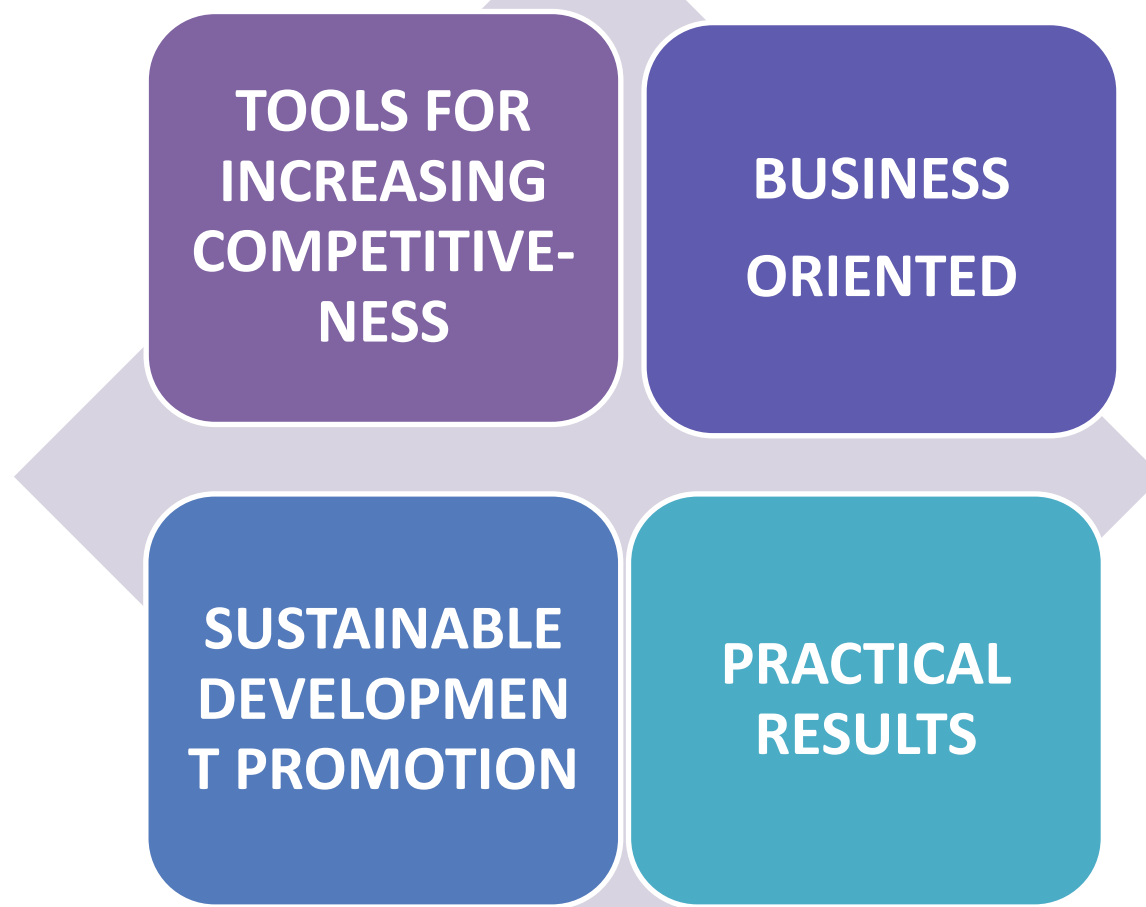 TOOLS FOR
INCREASING
COMPETITIVE-
NESS
BUSINESS
ORIENTED
SUSTAINABLE
DEVELOPMEN
T PROMOTION
PRACTICAL
RESULTS